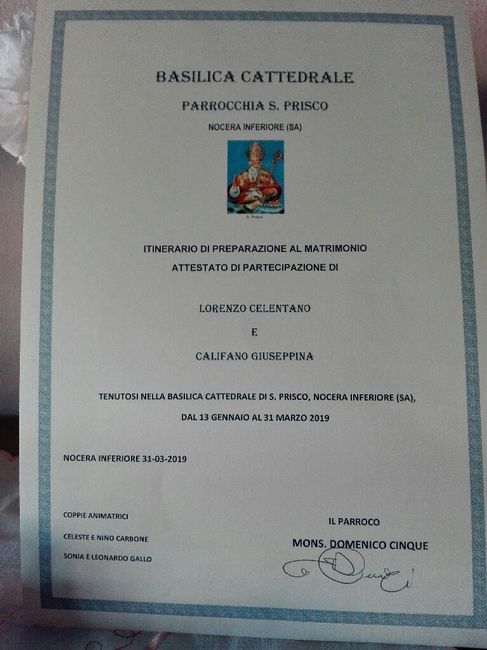 BASILICA CATTEDRALE
PARROCCHIA S. PRISCO
NOCERA INFERIORE (SA)
S. Prisco
ITINERARIO DI PREPARAZIONE AL MATRIMONIO
ATTESTATO DI PARTECIPAZIONE DI
LORENZO CELENTANO
E
CALIFANO GIUSEPPINA
TENUTOSI NELLA BASILICA CATTEDRALE DI S. PRISCO, NOCERA INFERIORE (SA),
DAL 13 GENNAIO AL 31 MARZO 2019
NOCERA INFERIORE 31-03-2019
COPPIE ANIMATRICI
CELESTE E NINO CARBONE
SONIA E LEONARDO GALLO
IL PARROCO
MONS. DOMENICO CINQUE